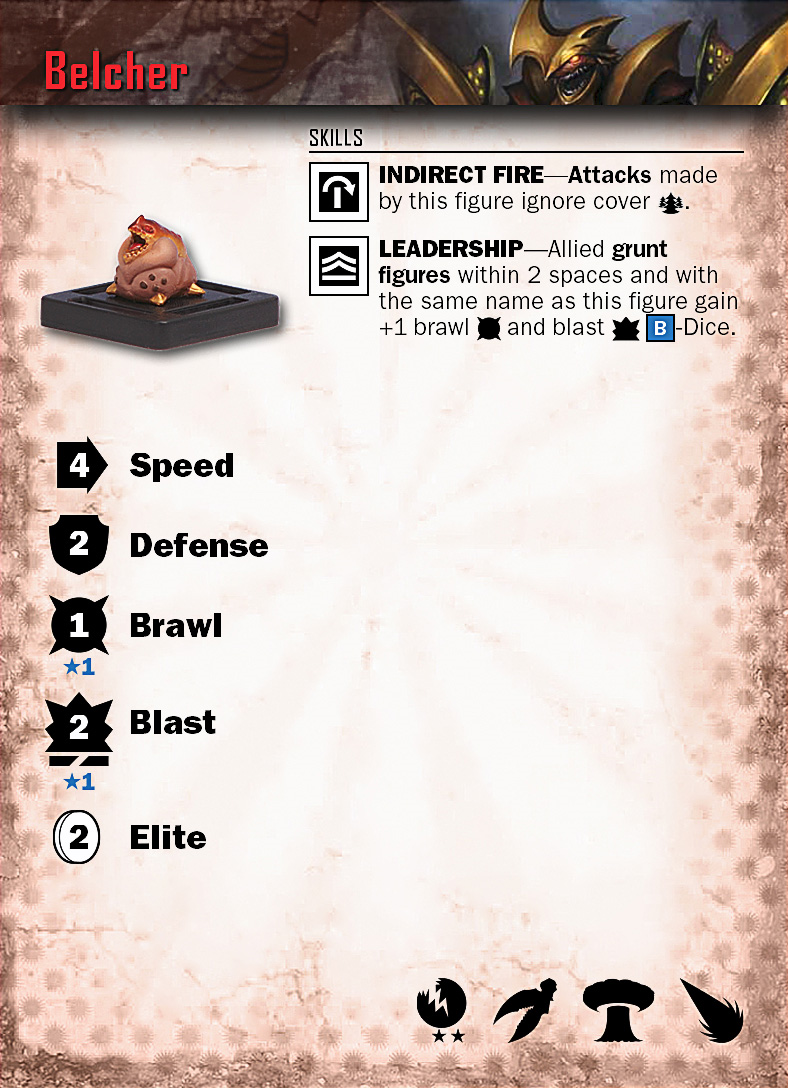 Belcher
SKILLS
INDIRECT FIRE—Attacks made
by this figure ignore cover .
LEADERSHIP—Allied grunt
figures within 2 spaces and with
the same name as this figure gain
+1 brawl and blast B-Dice.
4 Speed
2 Defense
1 Brawl
★1
2 Blast
★1
2 Elite
★★